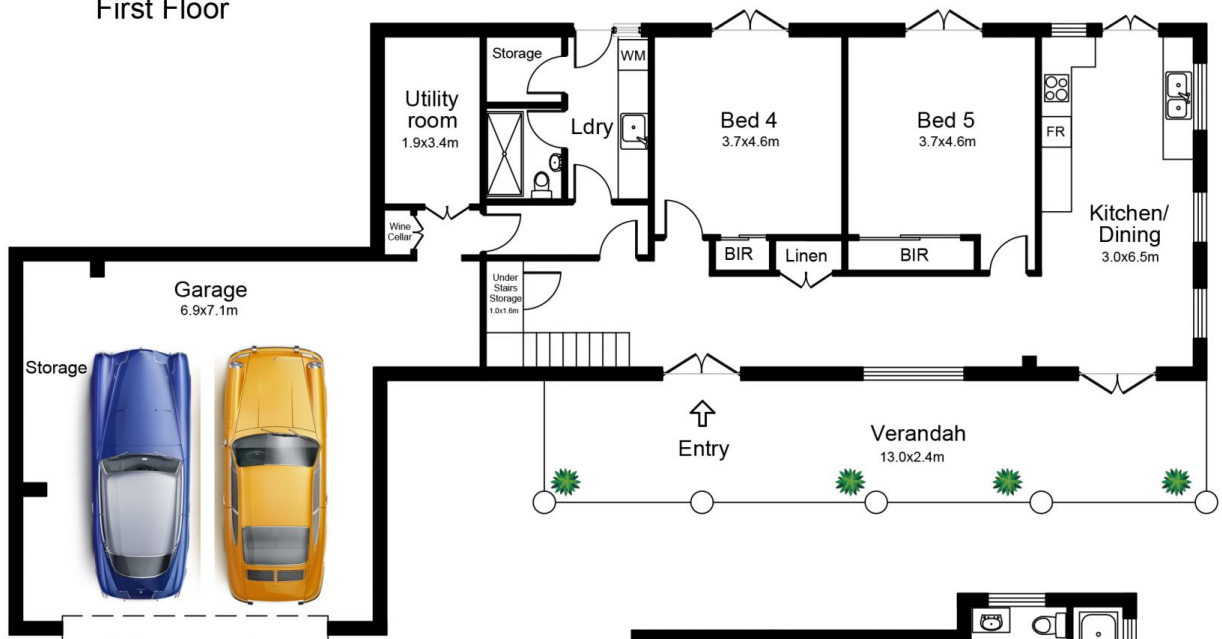 First Floor
Storage
WM
Utility
room
1.9x3.4m
Ldry
Bed 4
3.7x4.6m
Bed 5
3.7x4.6m
FR
Kitchen/
Dining
3.0x6.5m
Wine
Cellar
BIR
Linen
BIR
Under
Stairs
Storage
1.0x1.6m
Garage
6.9x7.1m
Storage
Entry
Verandah
13.0x2.4m